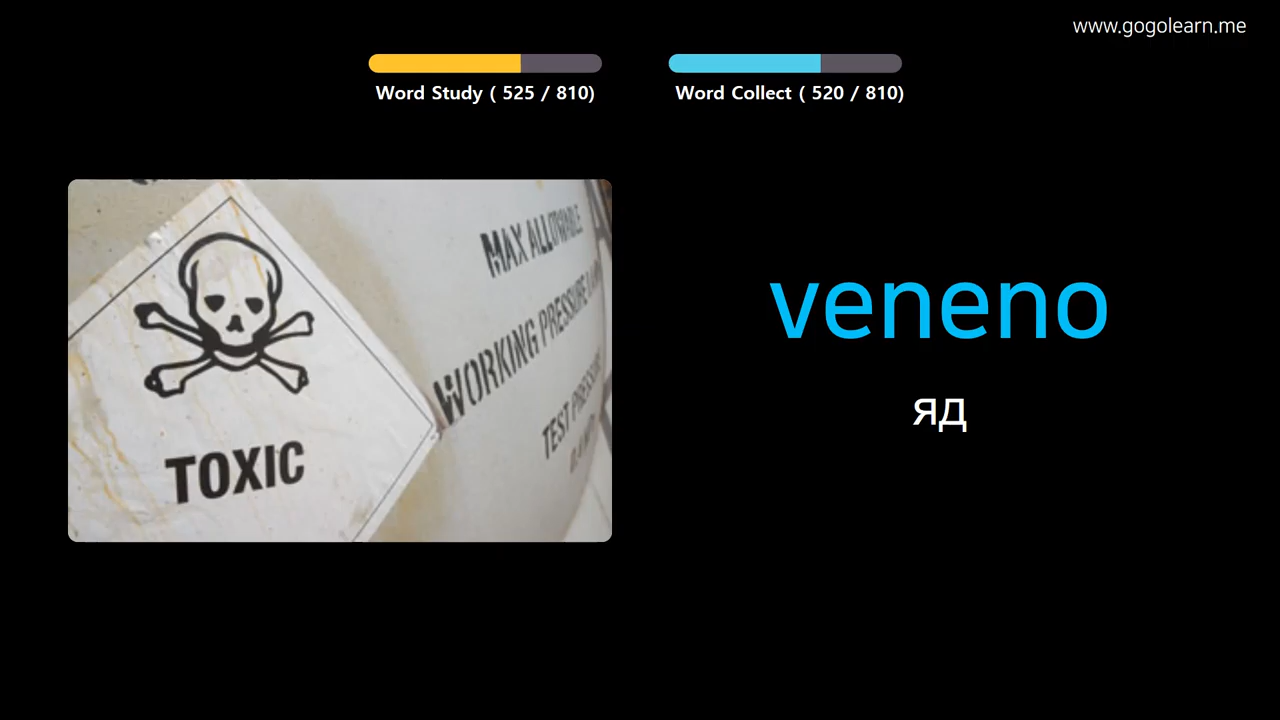 www.gogolearn.me
Word Study ( 525 / 810)
Word Collect ( 520 / 810)
MAX ALLOWABLE
WORKING PRESSURE
TEST PRESSURE
TOXIC
veneno
яд